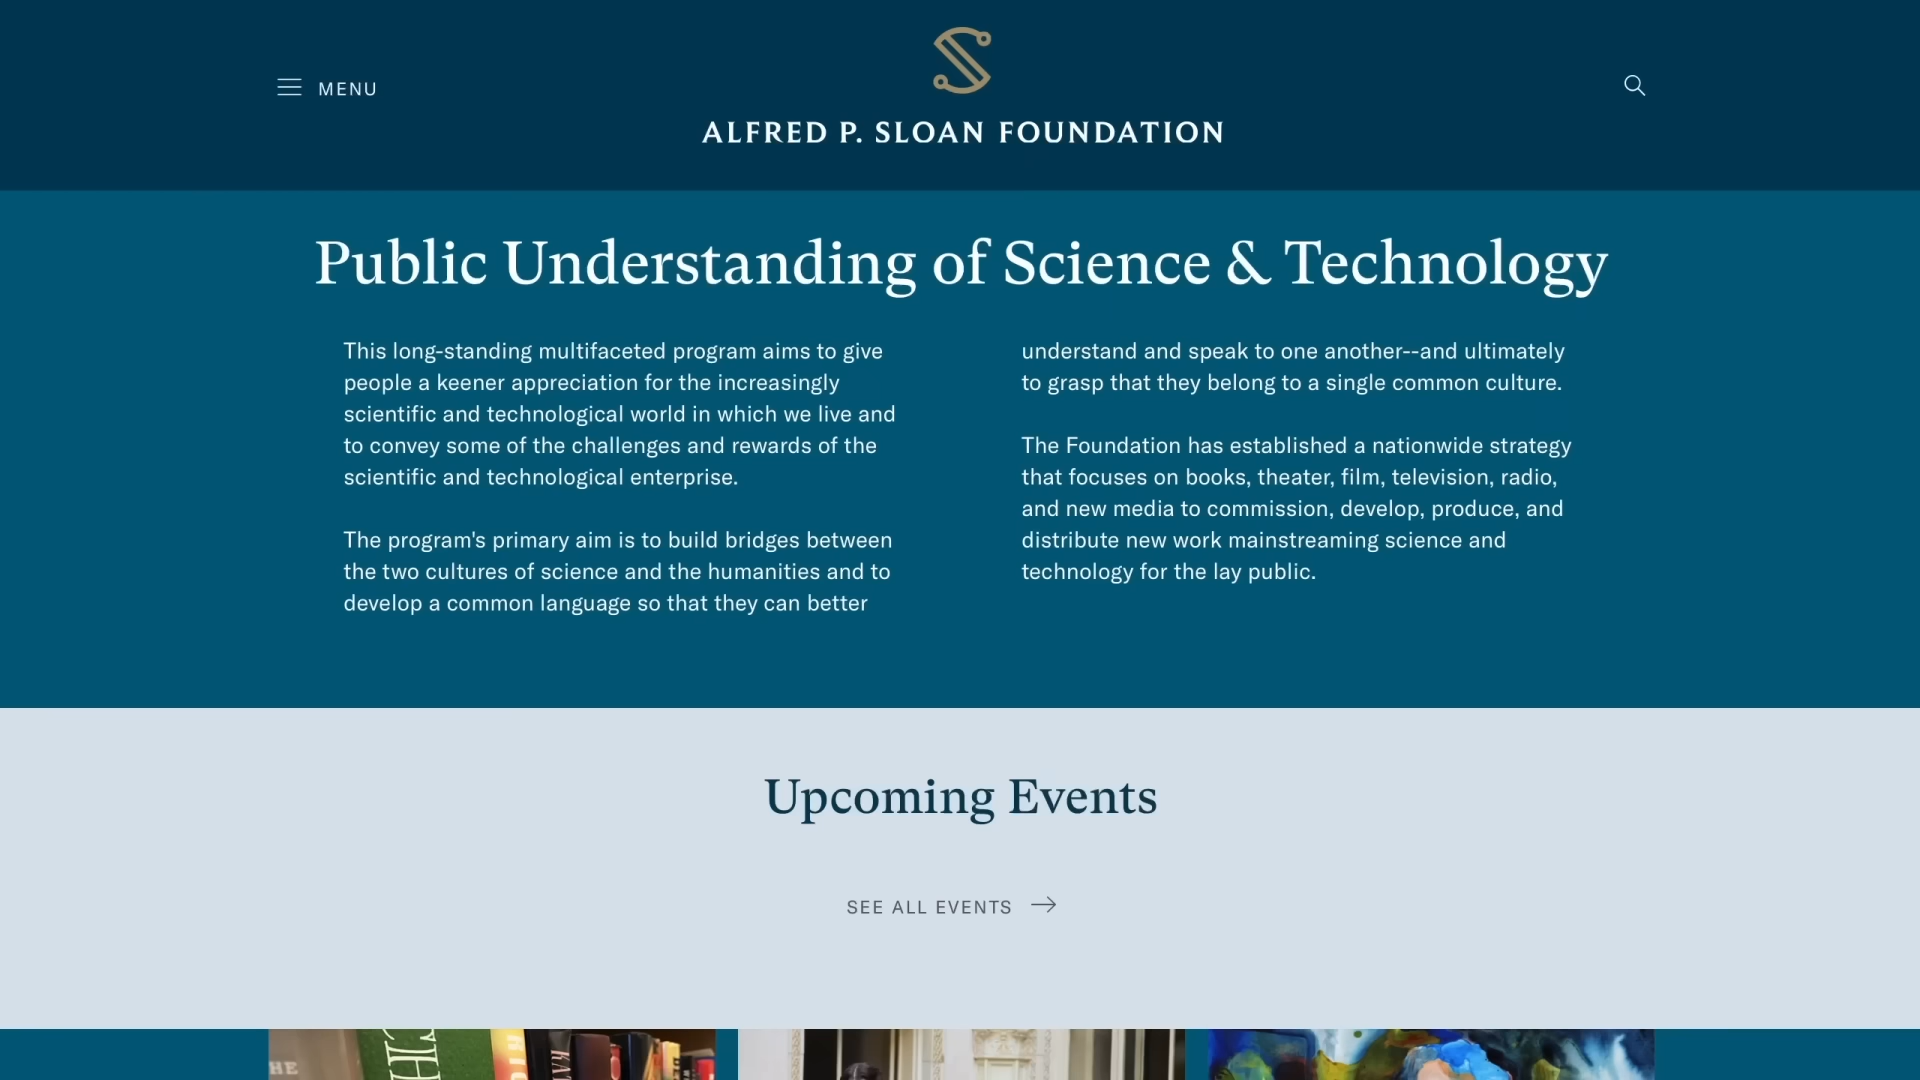 MENU
ALFRED P. SLOAN FOUNDATION
Public Understanding of Science & Technology
This long-standing multifaceted program aims to give
people a keener appreciation for the increasingly
scientific and technological world in which we live and
to convey some of the challenges and rewards of the
scientific and technological enterprise.
The program's primary aim is to build bridges between
the two cultures of science and the humanities and to
develop a common language so that they can better
understand and speak to one another--and ultimately
to grasp that they belong to a single common culture.
The Foundation has established a nationwide strategy
that focuses on books, theater, film, television, radio,
and new media to commission, develop, produce, and
distribute new work mainstreaming science and
technology for the lay public.
Upcoming Events
SEE ALL EVENTS